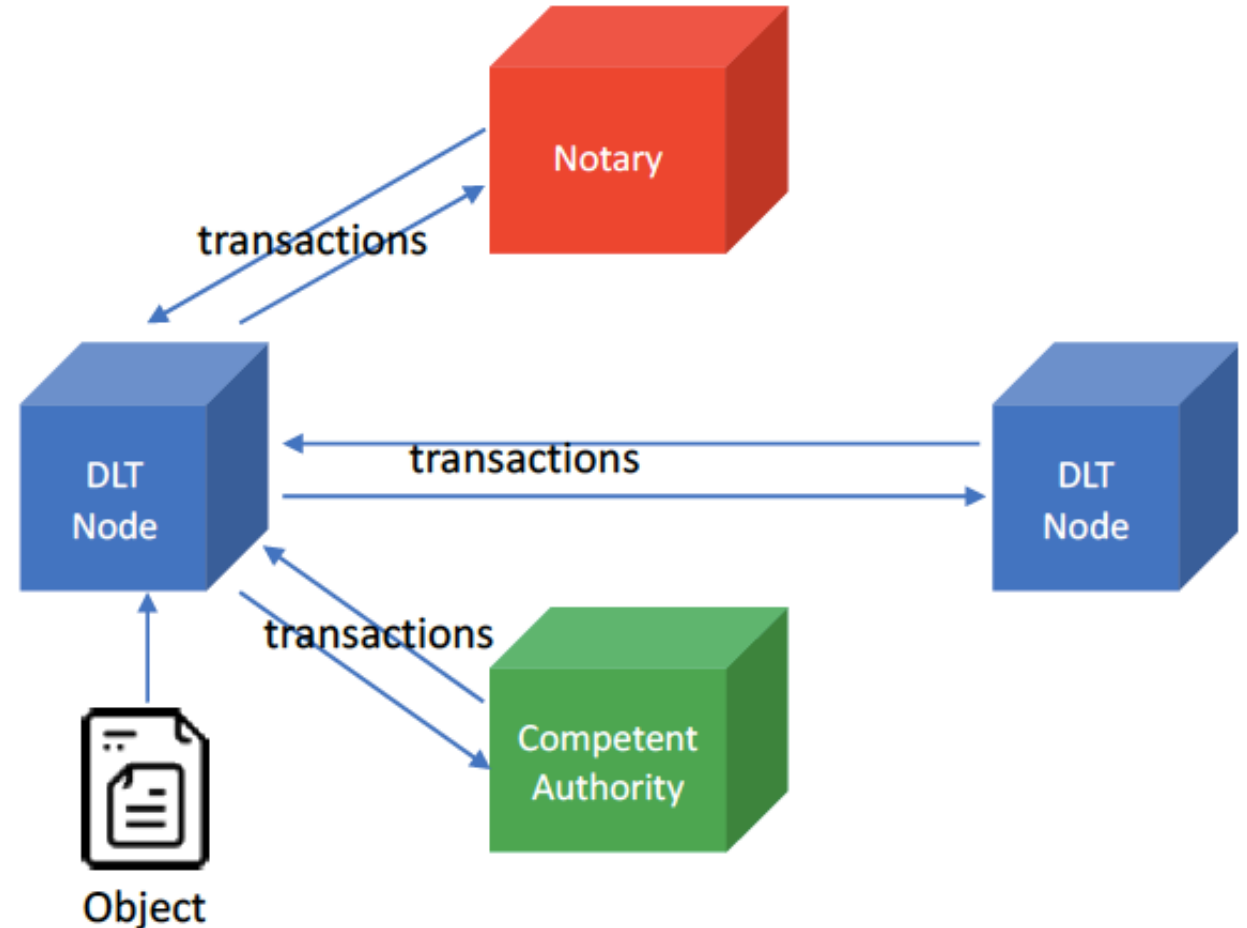 Notary
transactions
transactions
DLT
Node
DLT
Node
transactions
Competent
Authority
Object